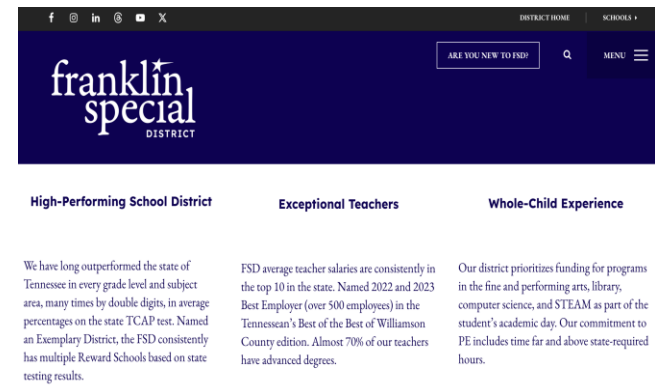 DISTRICT HOME
SCHOOLS
ARE YOU NEW TO FSD?
MENU
franklin
special
DISTRICT
High-Performing School District
We have long outperformed the state of
Tennessee in every grade level and subject
area, many times by double digits, in average
percentages on the state TCAP test. Named
an Exemplary District, the FSD consistently
has multiple Reward Schools based on state
testing results.
Exceptional Teachers
FSD average teacher salaries are consistently in
the top 10 in the state. Named 2022 and 2023
Best Employer (over 500 employees) in the
Tennessean's Best of the Best of Williamson
County edition. Almost 70% of our teachers
have advanced degrees.
Whole-Child Experience
Our district prioritizes funding for programs
in the fine and performing arts, library,
computer science, and STEAM as part of the
student's academic day. Our commitment to
PE includes time far and above state-required
hours.